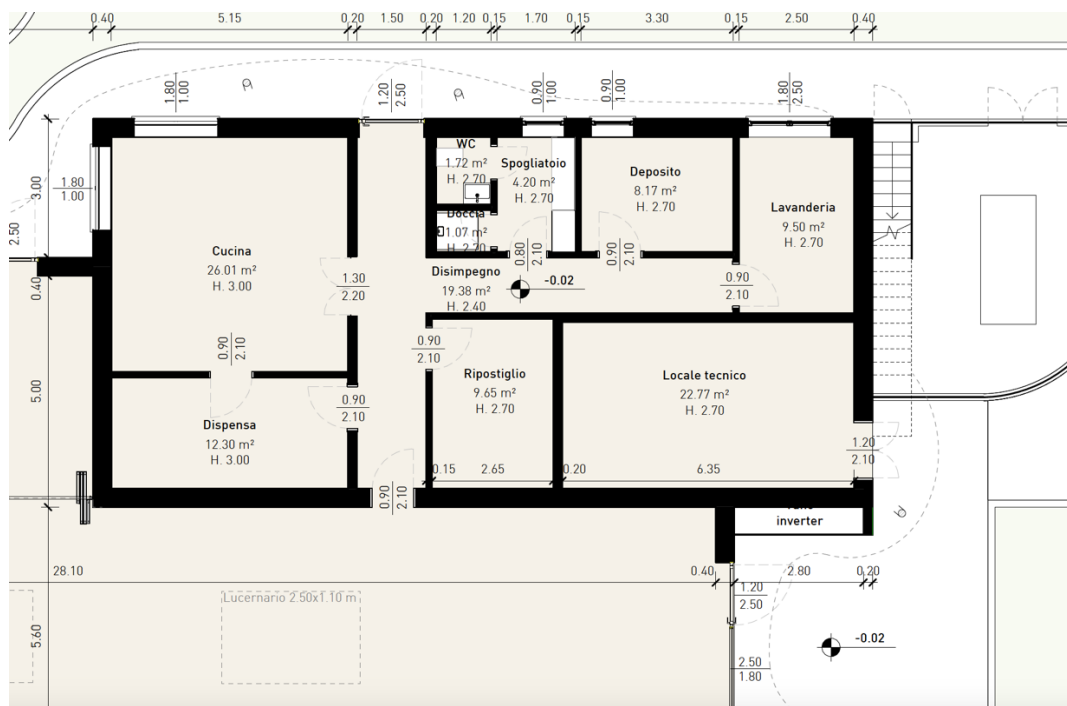 0.40 5.15 0.20 1.50 0.20 1.20 0.15 1.70 0.15 3.30 0.15 2.50 0.40
1.80
1.00
1.20
2.50
0.90
1.00
0.90
1.00
1.80
2.50
3.00
1.80
1.00
2.50
0.40
5.00
5.60
WC
1.72 m²
H. 2.70
Spogliatoio
4.20 m²
H. 2.70
Deposito
8.17 m²
H. 2.70
Lavanderia
9.50 m²
H. 2.70
Doccia
1.07 m²
H. 2.70
0.80
2.10
0.90
2.10
Cucina
26.01 m²
H. 3.00
Disimpegno
19.38 m²
H. 2.40
-0.02
1.30
2.20
0.90
2.10
0.90
2.10
0.90
2.10
Ripostiglio
9.65 m²
H. 2.70
Locale tecnico
22.77 m²
H. 2.70
0.90
2.10
Dispensa
12.30 m²
H. 3.00
1.20
2.10
0.15 2.65 0.20 6.35
0.90
2.10
inverter
28.10 0.40 2.80 0.20
1.20
2.50
Lucernario 2.50x1.10 m
-0.02
2.50
1.80